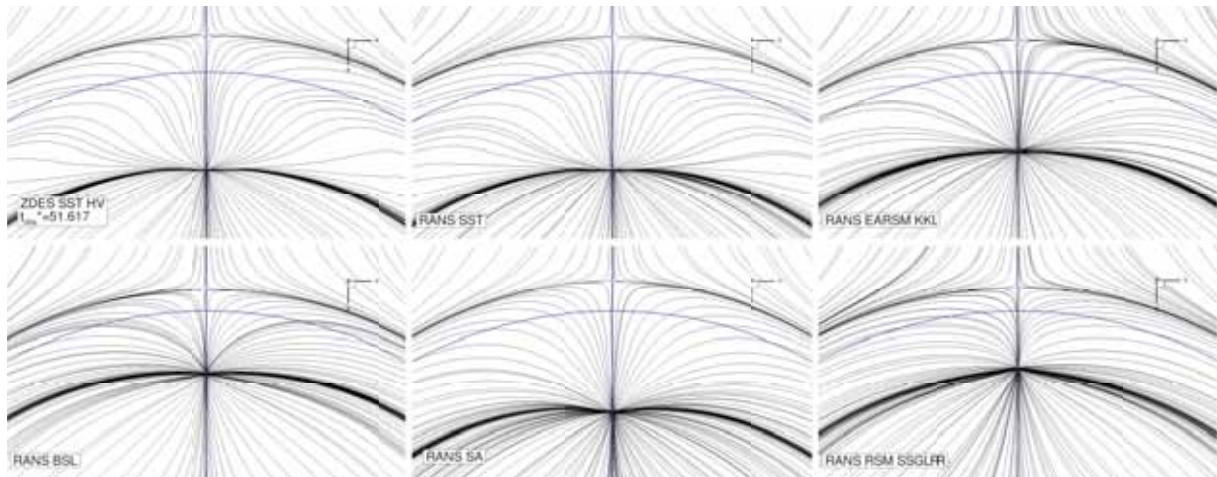 ZDES SST HV
RANS SST
RANS EARSM KKL
RANS BSL
RANS SA
RANS RSM SSGLRR